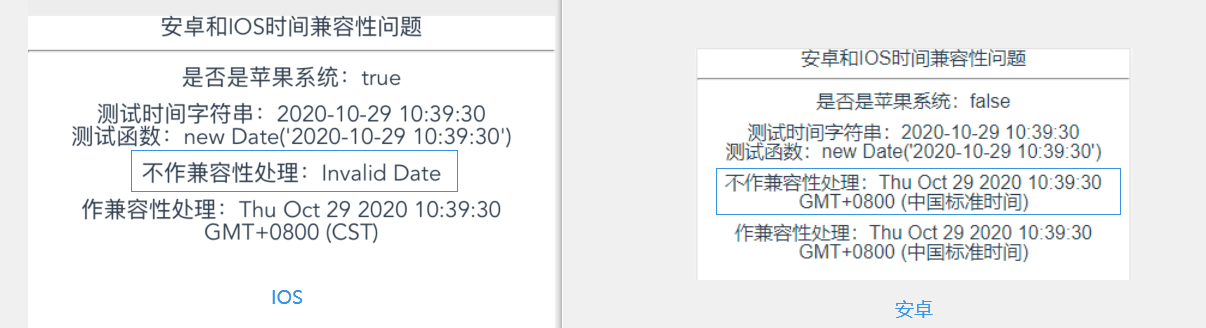 安卓和IOS时间兼容性问题
是否是苹果系统：true
测试时间字符串：2020-10-29 10:39:30
测试函数：new Date('2020-10-29 10:39:30')
不作兼容性处理：Invalid Date
作兼容性处理：Thu Oct 29 2020 10:39:30
GMT+0800 (CST)
IOS
安卓和IOS时间兼容性问题
是否是苹果系统：false
测试时间字符串：2020-10-29 10:39:30
测试函数：new Date('2020-10-29 10:39:30')
不作兼容性处理：Thu Oct 29 2020 10:39:30
GMT+0800 (中国标准时间)
作兼容性处理：Thu Oct 29 2020 10:39:30
GMT+0800 (中国标准时间)
安卓